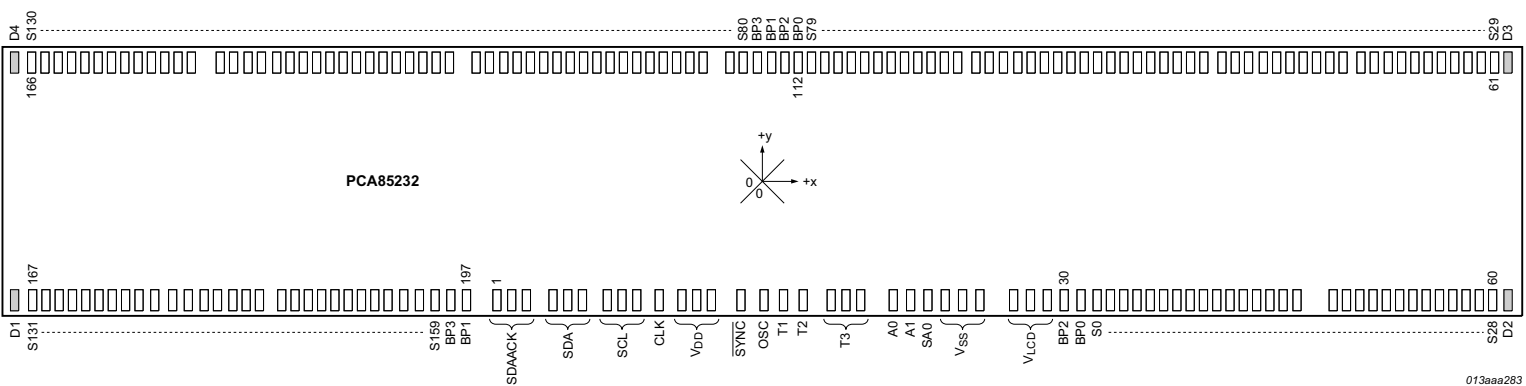 D4
S130
S80
BP3
BP1
BP2
BP0
S79
S29
D3
166
112
61
+y
0
0
+x
PCA85232
167
197
1
30
60
D1
S131
S159
BP3
BP1
SDAACK
SDA
SCL
CLK
VDD
SYNC
OSC
T1
T2
T3
A0
A1
SA0
VSS
VLCD
BP2
BP0
S0
S28
D2
013aaa283